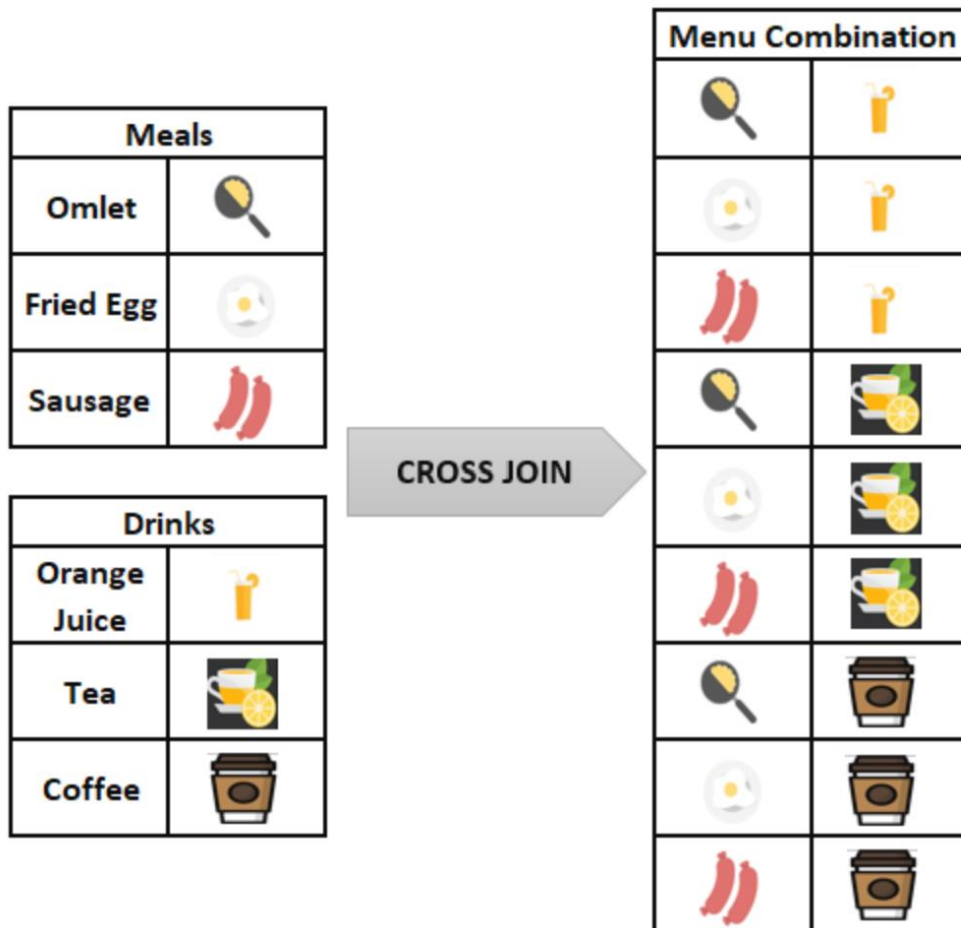 Meals
Omlet
Fried Egg
Sausage
Drinks
Orange
Juice
Tea
Coffee
CROSS JOIN
Menu Combination